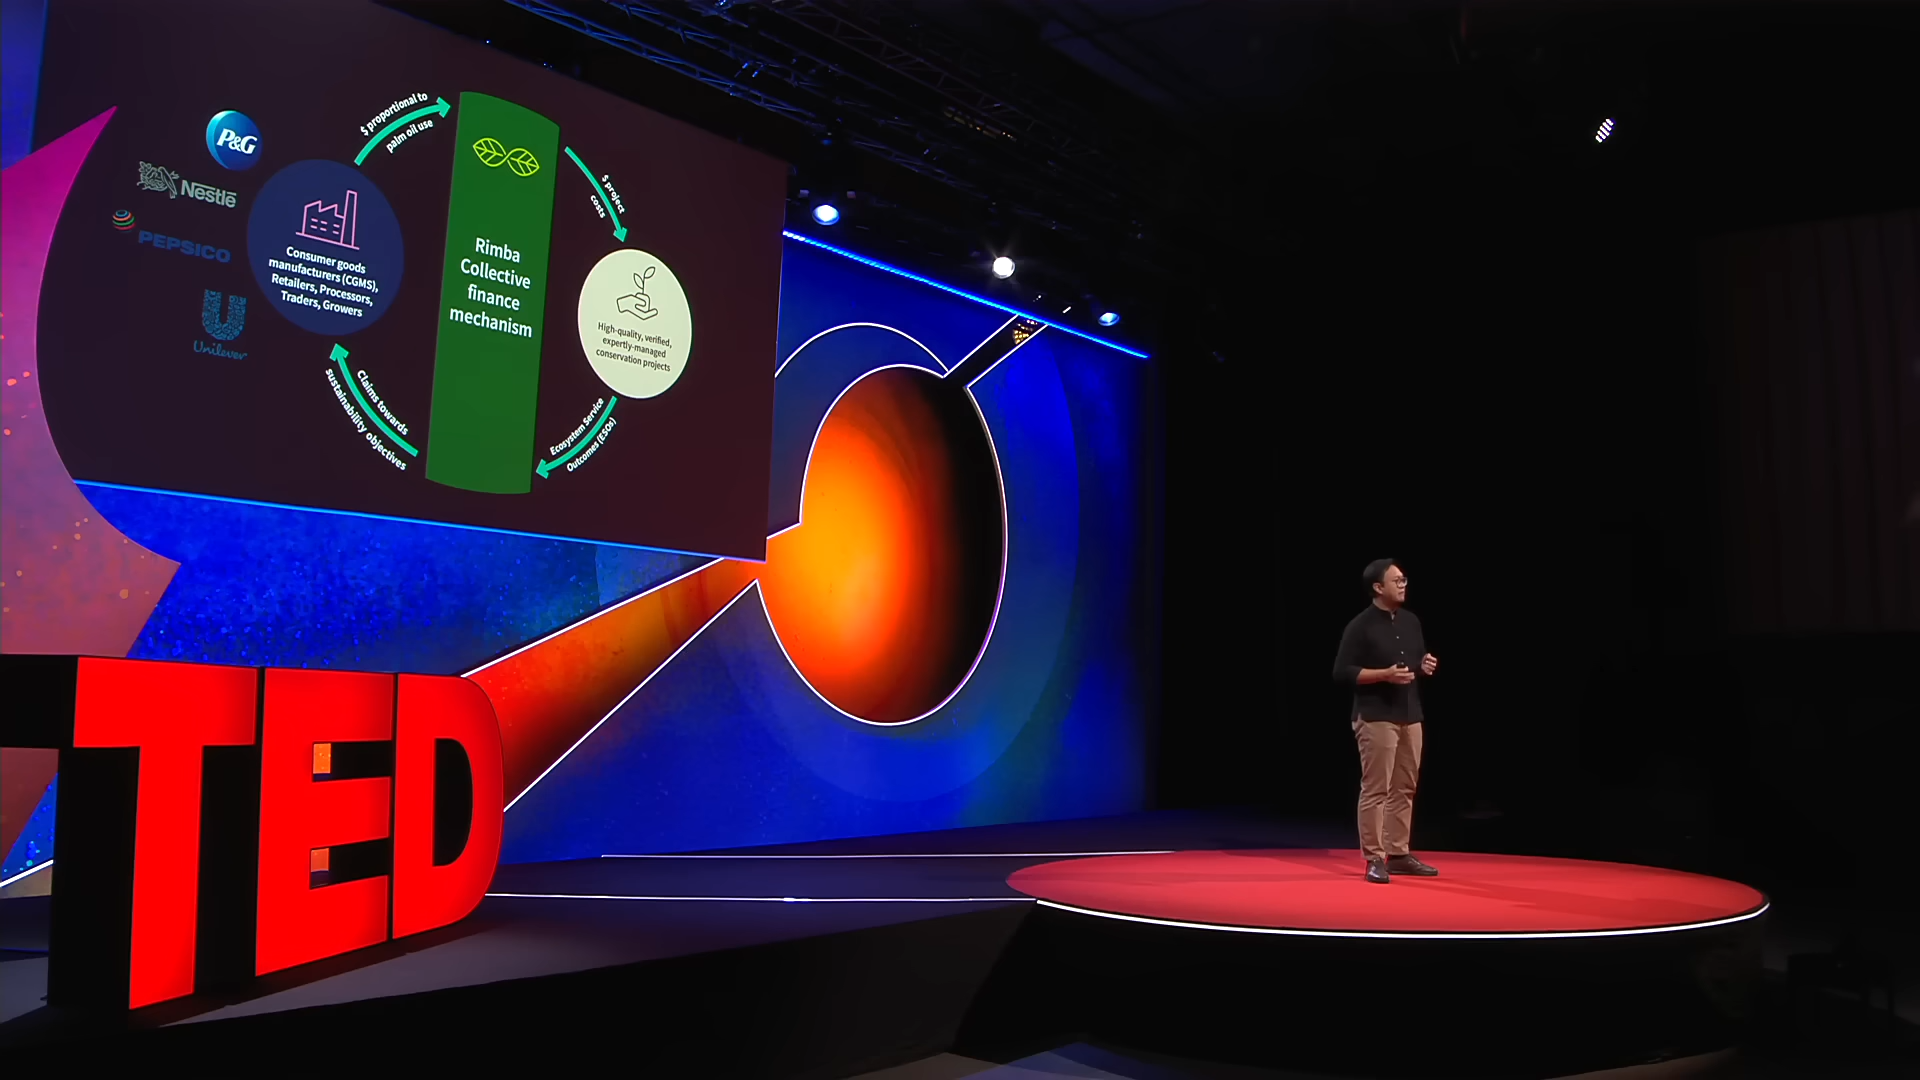 P&G
Nestlē
PEPSICO
Unilever
$ proportional to
palm oil use
Consumer goods
manufacturers (CGMS),
Retailers, Processors,
Traders, Growers
Rimba
Collective
finance
mechanism
$ project
costs
High-quality, verified,
expertly-managed
conservation projects
Ecosystem Service
Outcomes (ESOs)
Claims towards
sustainability objectives
TED